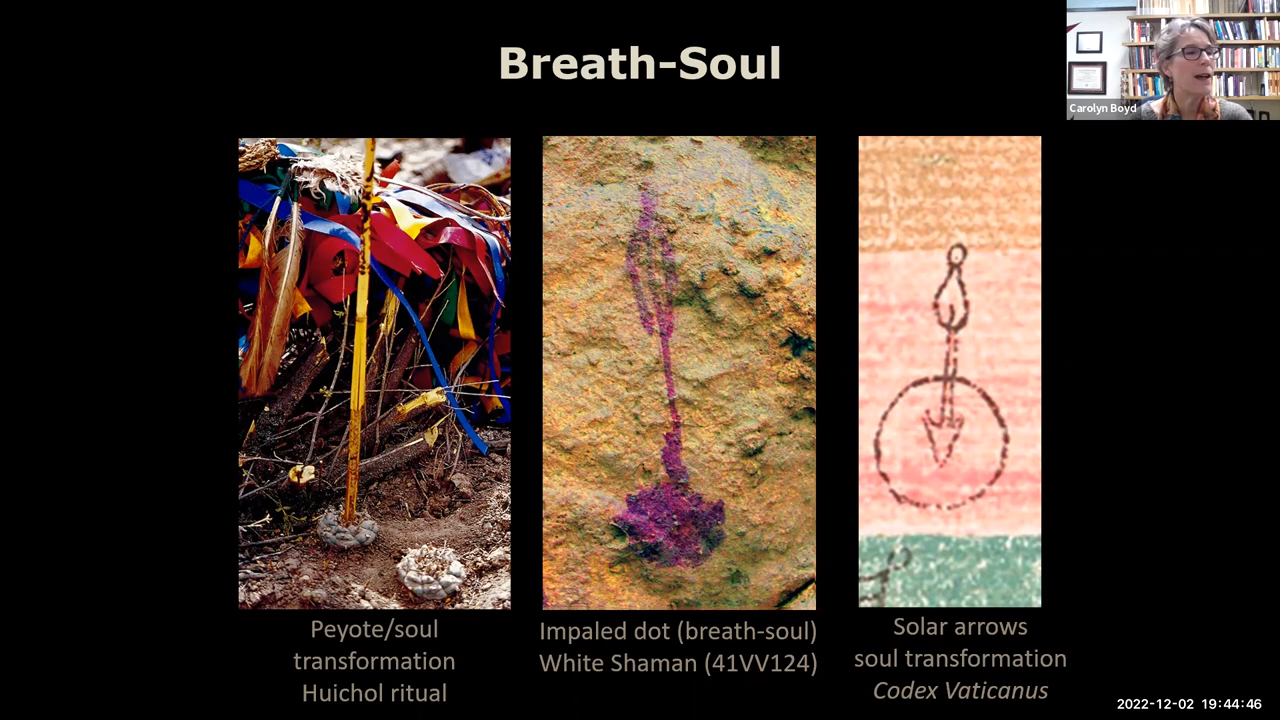 Breath-Soul
Carolyn Boyd
Peyote/soul
transformation
Huichol ritual
Impaled dot (breath-soul)
White Shaman (41VV124)
Solar arrows
soul transformation
Codex Vaticanus
2022-12-02 19:44:46